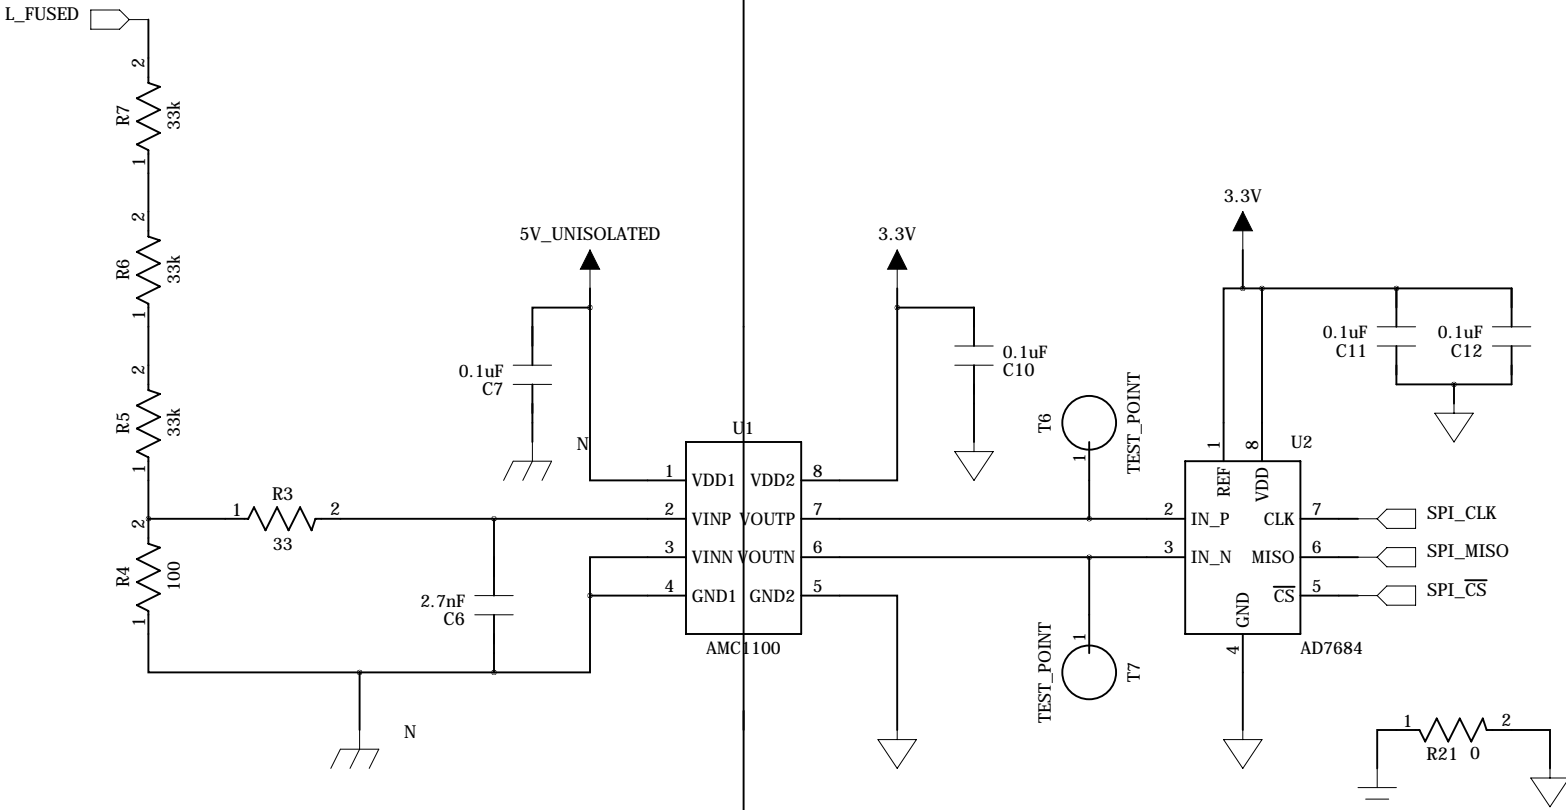 L_FUSED
2
R7
33k
1
2
R6
33k
1
2
R5
33k
1
1
R3
2
33
2
R4
100
1
5V_UNISOLATED
0.1uF
C7
N
2.7nF
C6
N
U1
1
VDD1
VDD2
8
2
VINP
VOUTP
7
3
VINN
VOUTN
6
4
GND1
GND2
5
AMC1100
3.3V
0.1uF
C10
T6
1
TEST_POINT
TEST_POINT
1
T7
3.3V
0.1uF
C11
0.1uF
C12
U2
1
REF
8
VDD
2
IN_P
CLK
7
SPI_CLK
3
IN_N
MISO
6
SPI_MISO
CS
5
SPI_CS
GND
4
AD7684
1
2
R21 0